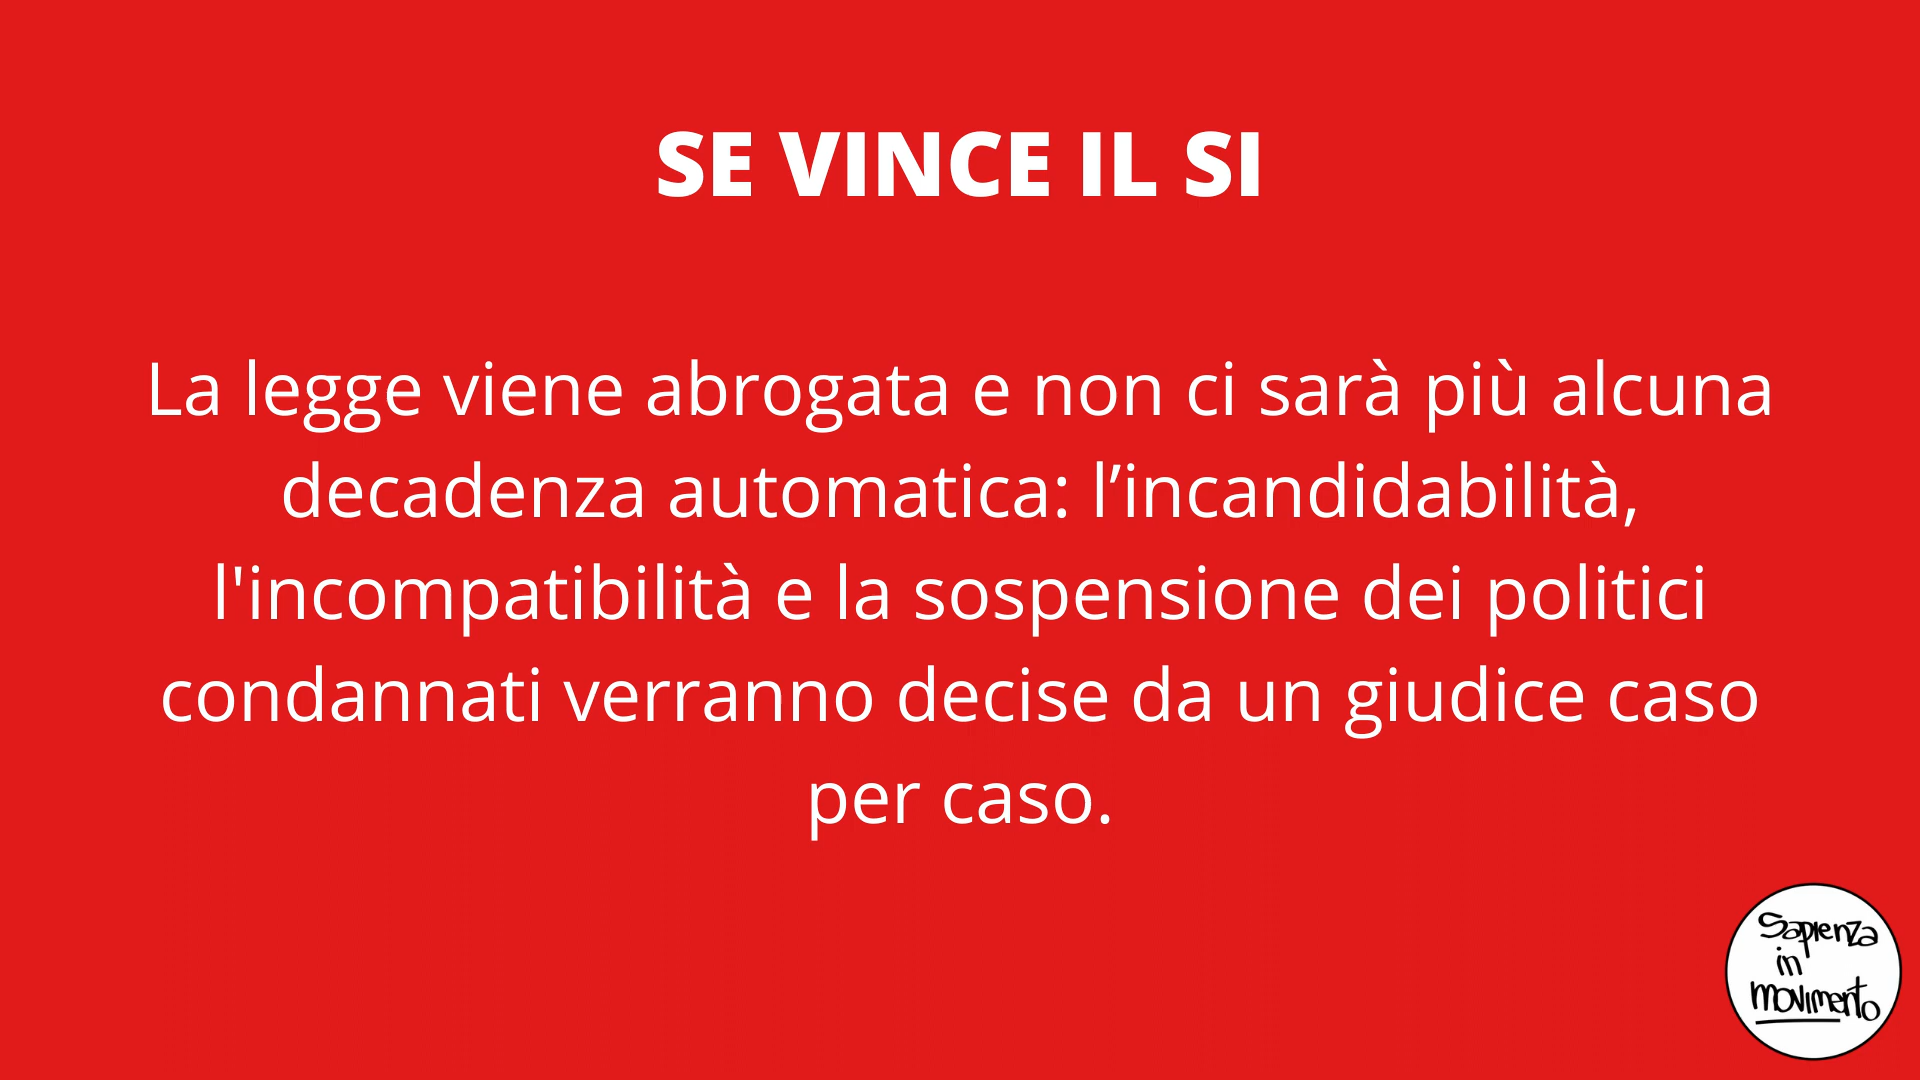 SE VINCE IL SI
La legge viene abrogata e non ci sarà più alcuna
decadenza automatica: l’incandidabilità,
l'incompatibilità e la sospensione dei politici
condannati verranno decise da un giudice caso
per caso.
Sapienza
in
movimento